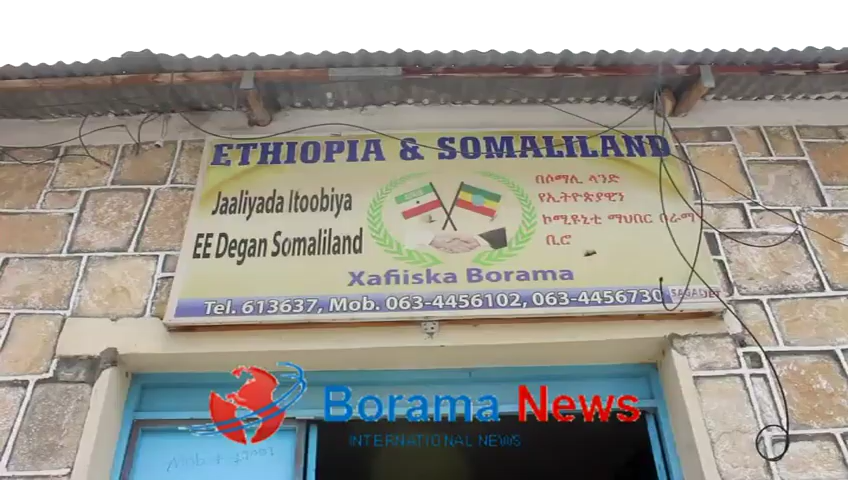 ETHIOPIA & SOMALILAND
Jaaliyada Itoobiya
EE Degan Somaliland
በሶማሊ ላንድ
የኢትዮጵያዊን
ኮሚዩኒቲ ማህበር ቦራማ
ቢሮ
Xafiiska Borama
Tel. 613637, Mob. 063-4456102, 063-4456730
Borama News
INTERNATIONAL NEWS